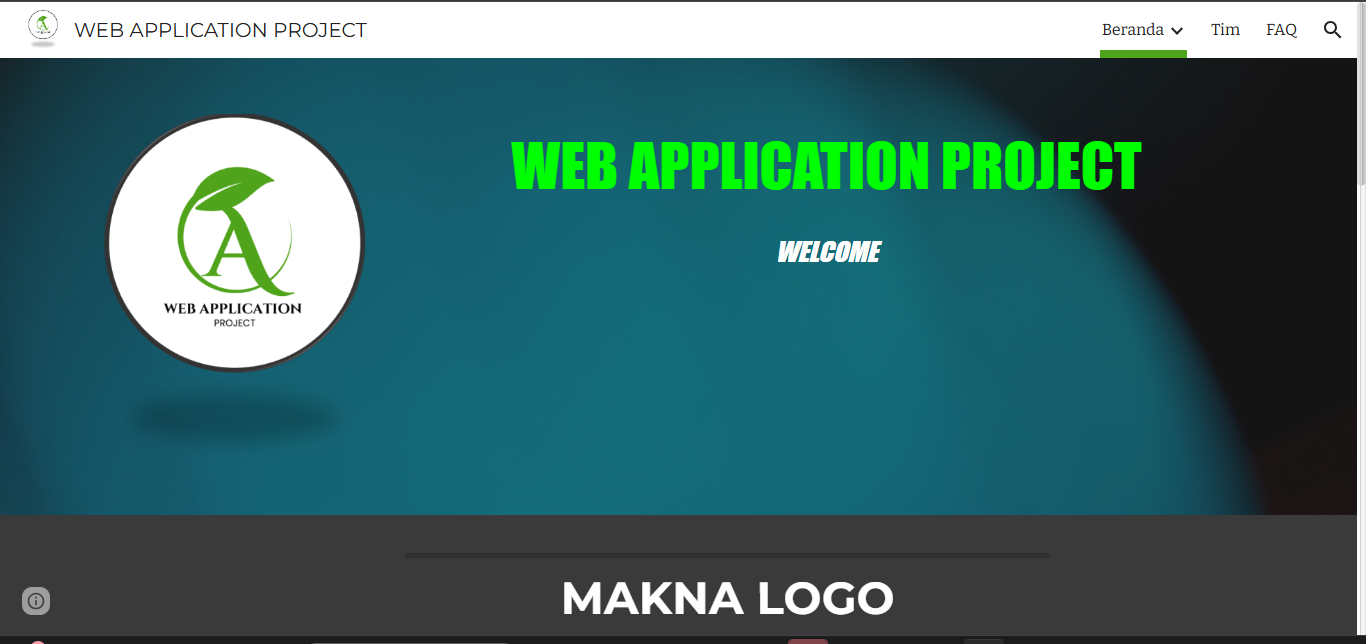 WEB APPLICATION PROJECT
Beranda
Tim
FAQ
WEB APPLICATION PROJECT
WELCOME
A
WEB APPLICATION
PROJECT
MAKNA LOGO